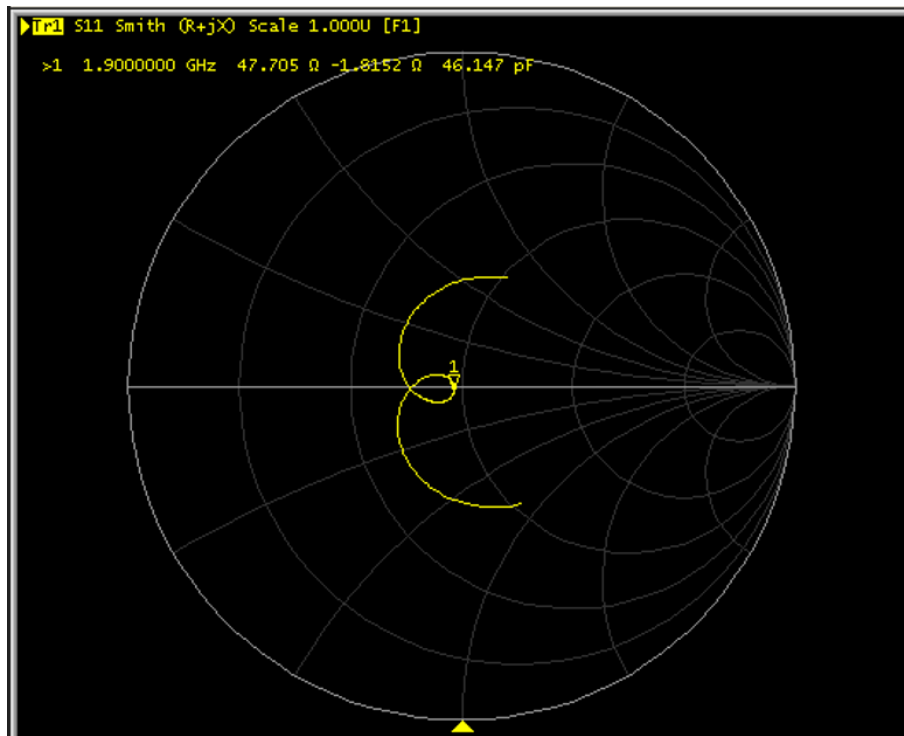 Tr1 S11 Smith (R+jX) Scale 1.000U [F1]
>1 1.9000000 GHz 47.705 Ω -1.8152 Ω 46.147 pF
1